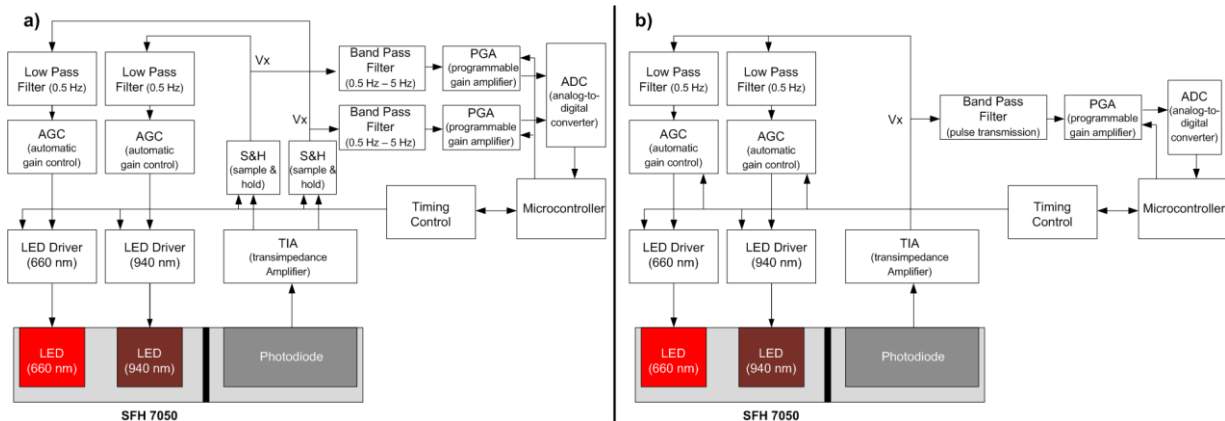 a)
Low Pass
Filter (0.5 Hz)
Low Pass
Filter (0.5 Hz)
Vx
Band Pass
Filter
(0.5 Hz – 5 Hz)
PGA
(programmable
gain amplifier)
ADC
(analog-to-
digital
converter)
Vx
Band Pass
Filter
(0.5 Hz – 5 Hz)
PGA
(programmable
gain amplifier)
AGC
(automatic
gain control)
AGC
(automatic
gain control)
S&H
(sample &
hold)
S&H
(sample &
hold)
Timing
Control
Microcontroller
LED Driver
(660 nm)
LED Driver
(940 nm)
TIA
(transimpedance
Amplifier)
LED
(660 nm)
LED
(940 nm)
Photodiode
SFH 7050
b)
Low Pass
Filter (0.5 Hz)
Low Pass
Filter (0.5 Hz)
Vx
Band Pass
Filter
(pulse transmission)
PGA
(programmable
gain amplifier)
ADC
(analog-to-
digital
converter)
AGC
(automatic
gain control)
AGC
(automatic
gain control)
Timing
Control
Microcontroller
LED Driver
(660 nm)
LED Driver
(940 nm)
TIA
(transimpedance
Amplifier)
LED
(660 nm)
LED
(940 nm)
Photodiode
SFH 7050